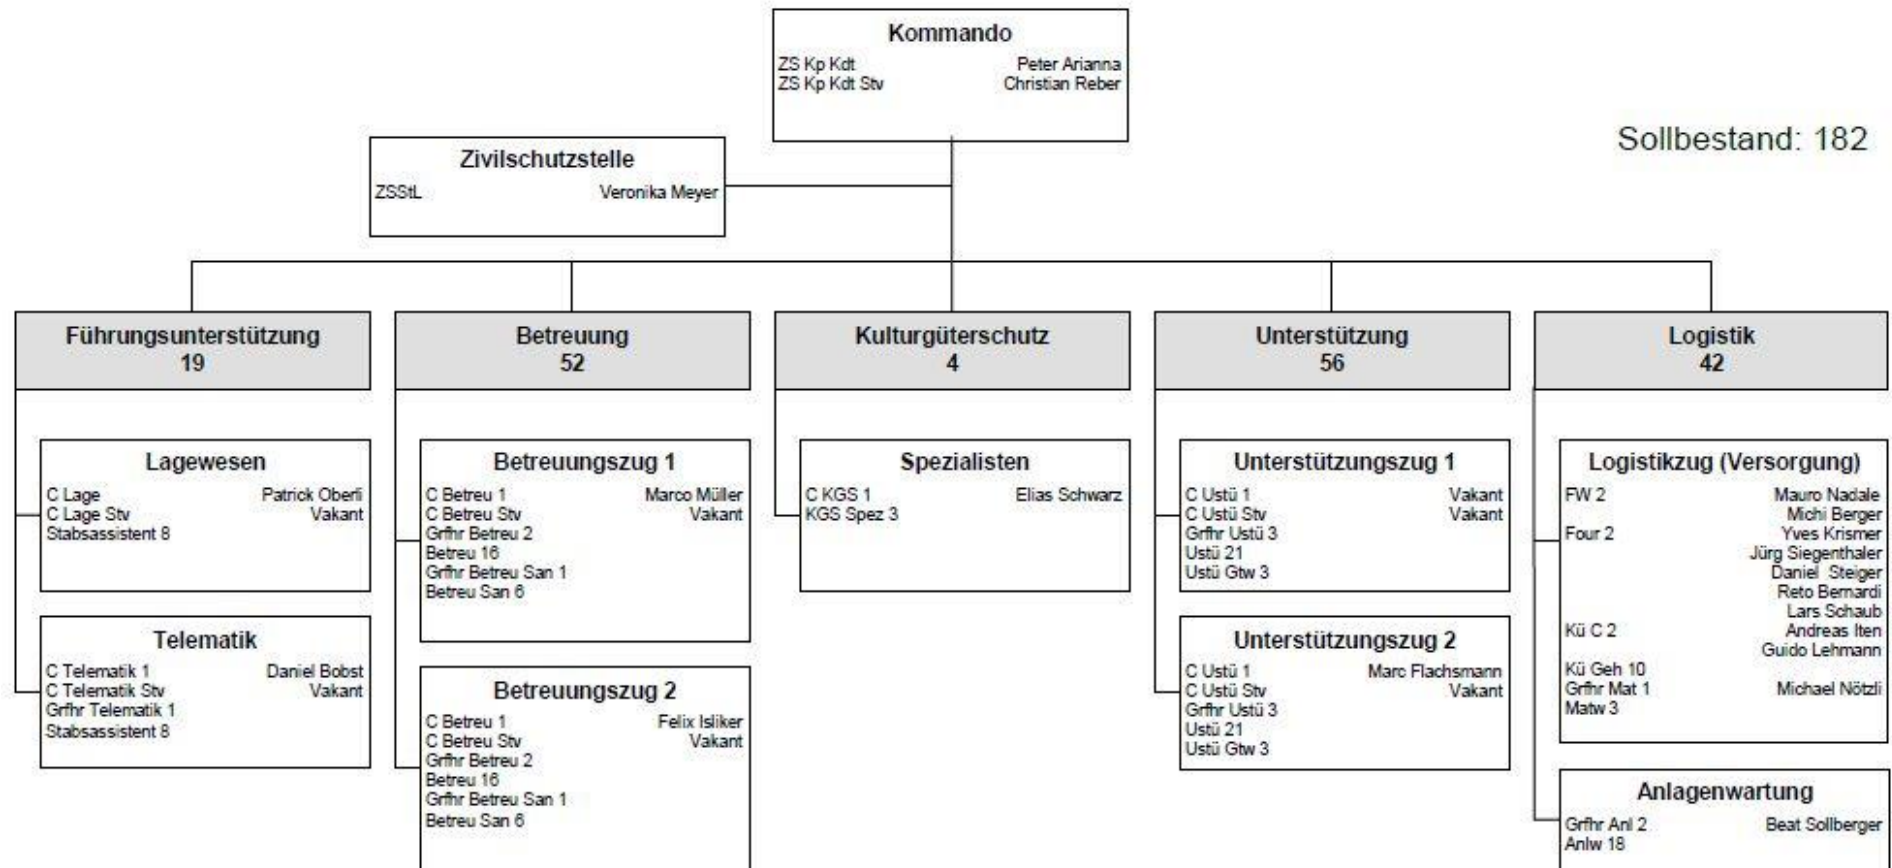 Kommando
ZS Kp Kdt Peter Arianna
ZS Kp Kdt Stv Christian Reber
Sollbestand: 182
Zivilschutzstelle
ZSStL Veronika Meyer
Führungsunterstützung
19
Betreuung
52
Kulturgüterschutz
4
Unterstützung
56
Logistik
42
Lagewesen
C Lage Patrick Oberli
C Lage Stv Vakant
Stabsassistent 8
Telematik
C Telematik 1 Daniel Bobst
C Telematik Stv Vakant
Grfhr Telematik 1
Stabsassistent 8
Betreuungszug 1
C Betreu 1 Marco Müller
C Betreu Stv Vakant
Grfhr Betreu 2
Betreu 16
Grfhr Betreu San 1
Betreu San 6
Betreuungszug 2
C Betreu 1 Felix Isliker
C Betreu Stv Vakant
Grfhr Betreu 2
Betreu 16
Grfhr Betreu San 1
Betreu San 6
Spezialisten
C KGS 1 Elias Schwarz
KGS Spez 3
Unterstützungszug 1
C Ustü 1 Vakant
C Ustü Stv Vakant
Grfhr Ustü 3
Ustü 21
Ustü Gtw 3
Unterstützungszug 2
C Ustü 1 Marc Flachsmann
C Ustü Stv Vakant
Grfhr Ustü 3
Ustü 21
Ustü Gtw 3
Logistikzug (Versorgung)
FW 2 Mauro Nadale
Michi Berger
Four 2 Yves Krismer
Jürg Siegenthaler
Daniel Steiger
Reto Bernardi
Lars Schaub
Kü C 2 Andreas Iten
Guido Lehmann
Kü Geh 10
Grfhr Mat 1 Michael Nötzli
Matw 3
Anlagenwartung
Grfhr Anl 2 Beat Sollberger
Anlw 18